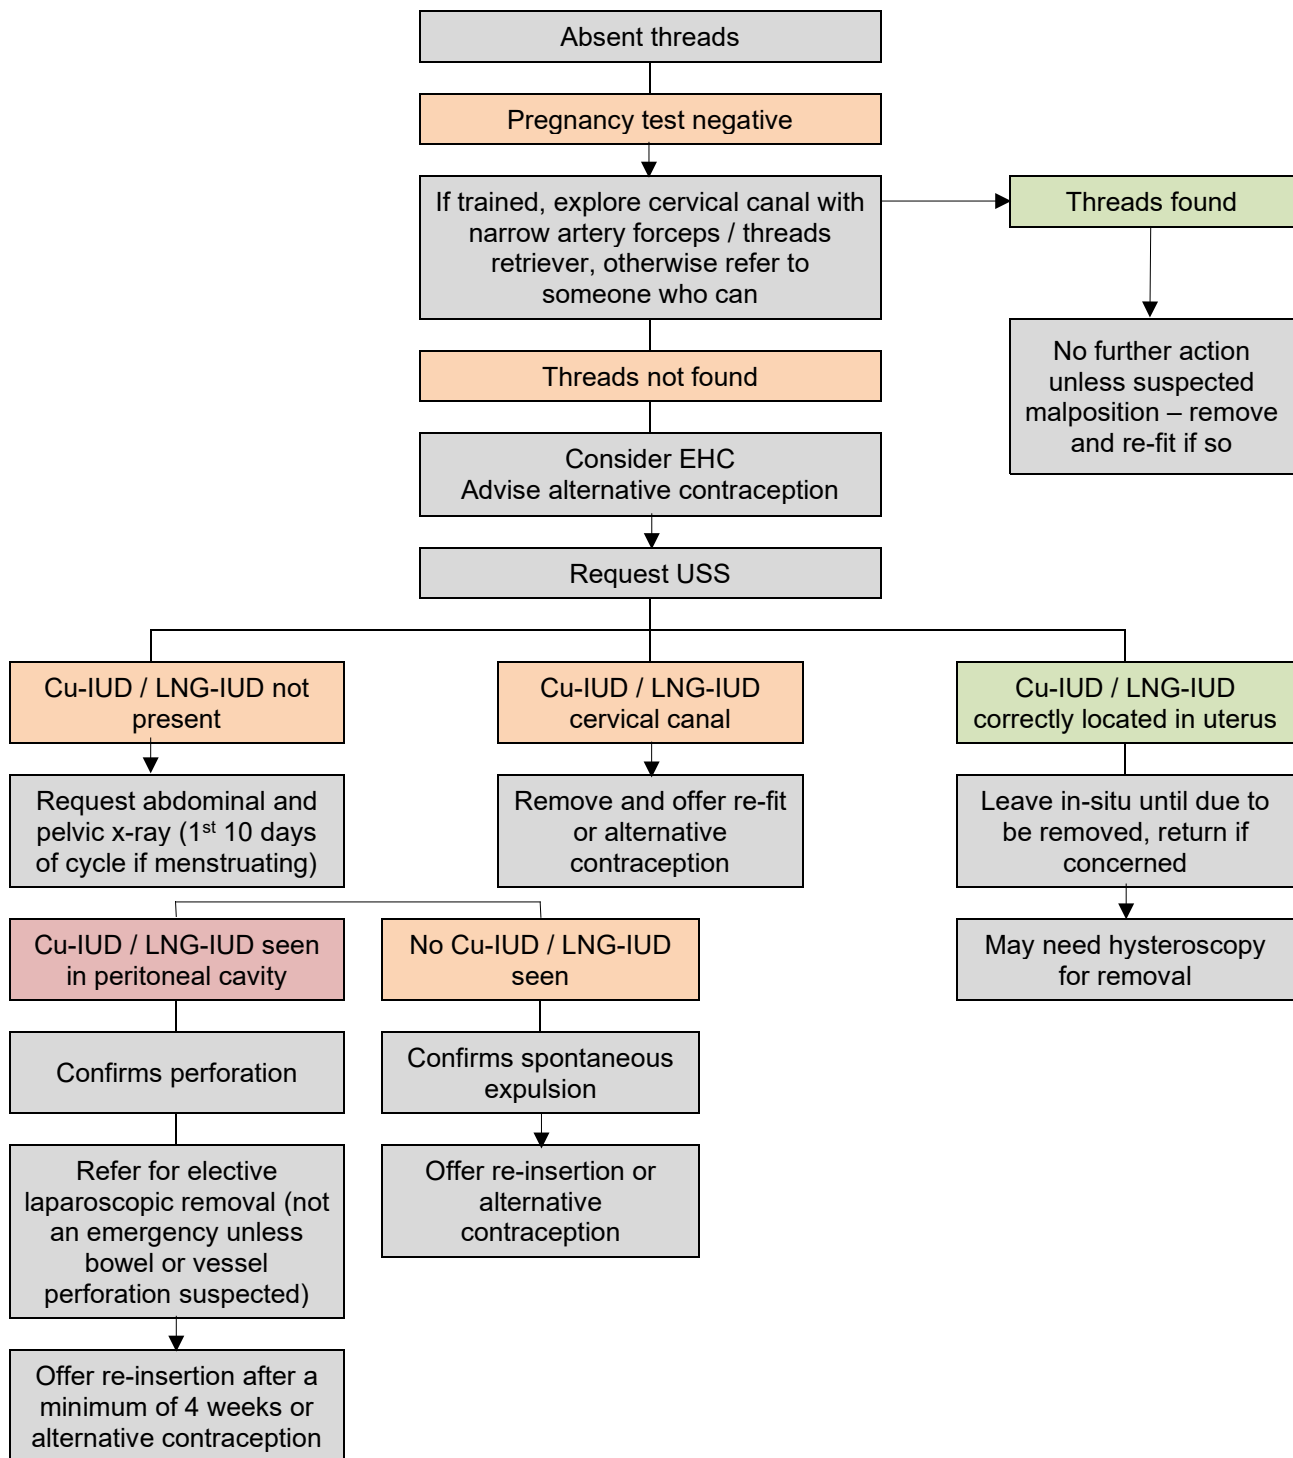 Absent threads
Pregnancy test negative
If trained, explore cervical canal with
narrow artery forceps / threads
retriever, otherwise refer to
someone who can
Threads found
No further action
unless suspected
malposition – remove
and re-fit if so
Threads not found
Consider EHC
Advise alternative contraception
Request USS
Cu-IUD / LNG-IUD not
present
Cu-IUD / LNG-IUD
cervical canal
Cu-IUD / LNG-IUD
correctly located in uterus
Request abdominal and
pelvic x-ray (1st 10 days
of cycle if menstruating)
Remove and offer re-fit
or alternative
contraception
Leave in-situ until due to
be removed, return if
concerned
Cu-IUD / LNG-IUD seen
in peritoneal cavity
No Cu-IUD / LNG-IUD
seen
May need hysteroscopy
for removal
Confirms perforation
Confirms spontaneous
expulsion
Refer for elective
laparoscopic removal (not
an emergency unless
bowel or vessel
perforation suspected)
Offer re-insertion or
alternative
contraception
Offer re-insertion after a
minimum of 4 weeks or
alternative contraception